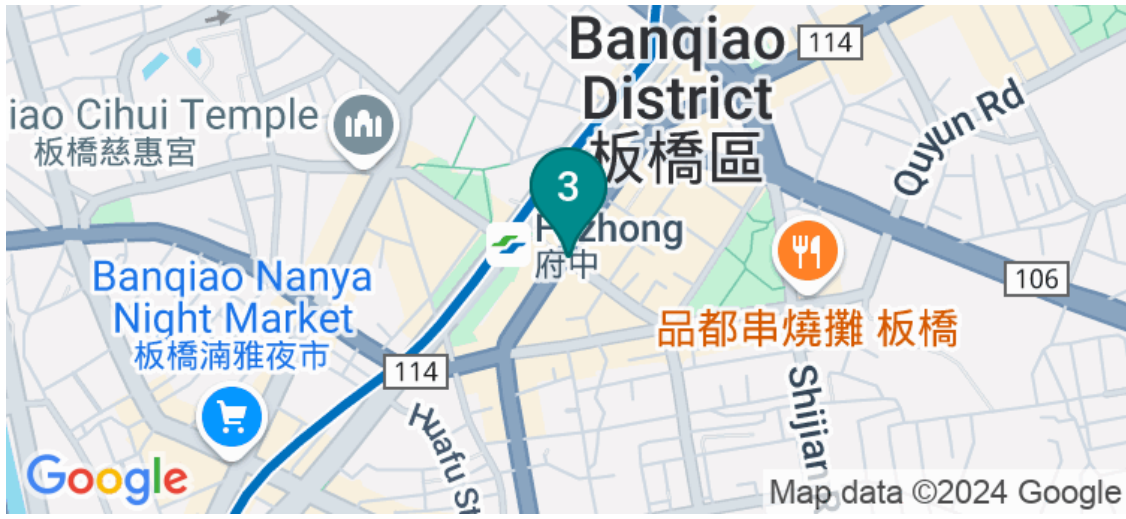 Banqiao
District
板橋區
114
iao Cihui Temple
板橋慈惠宮
Quyun Rd
3
府中
Banqiao Nanya
Night Market
板橋湳雅夜市
106
品都串燒攤 板橋
114
Shijian
Huafu St
Google
Map data ©2024 Google